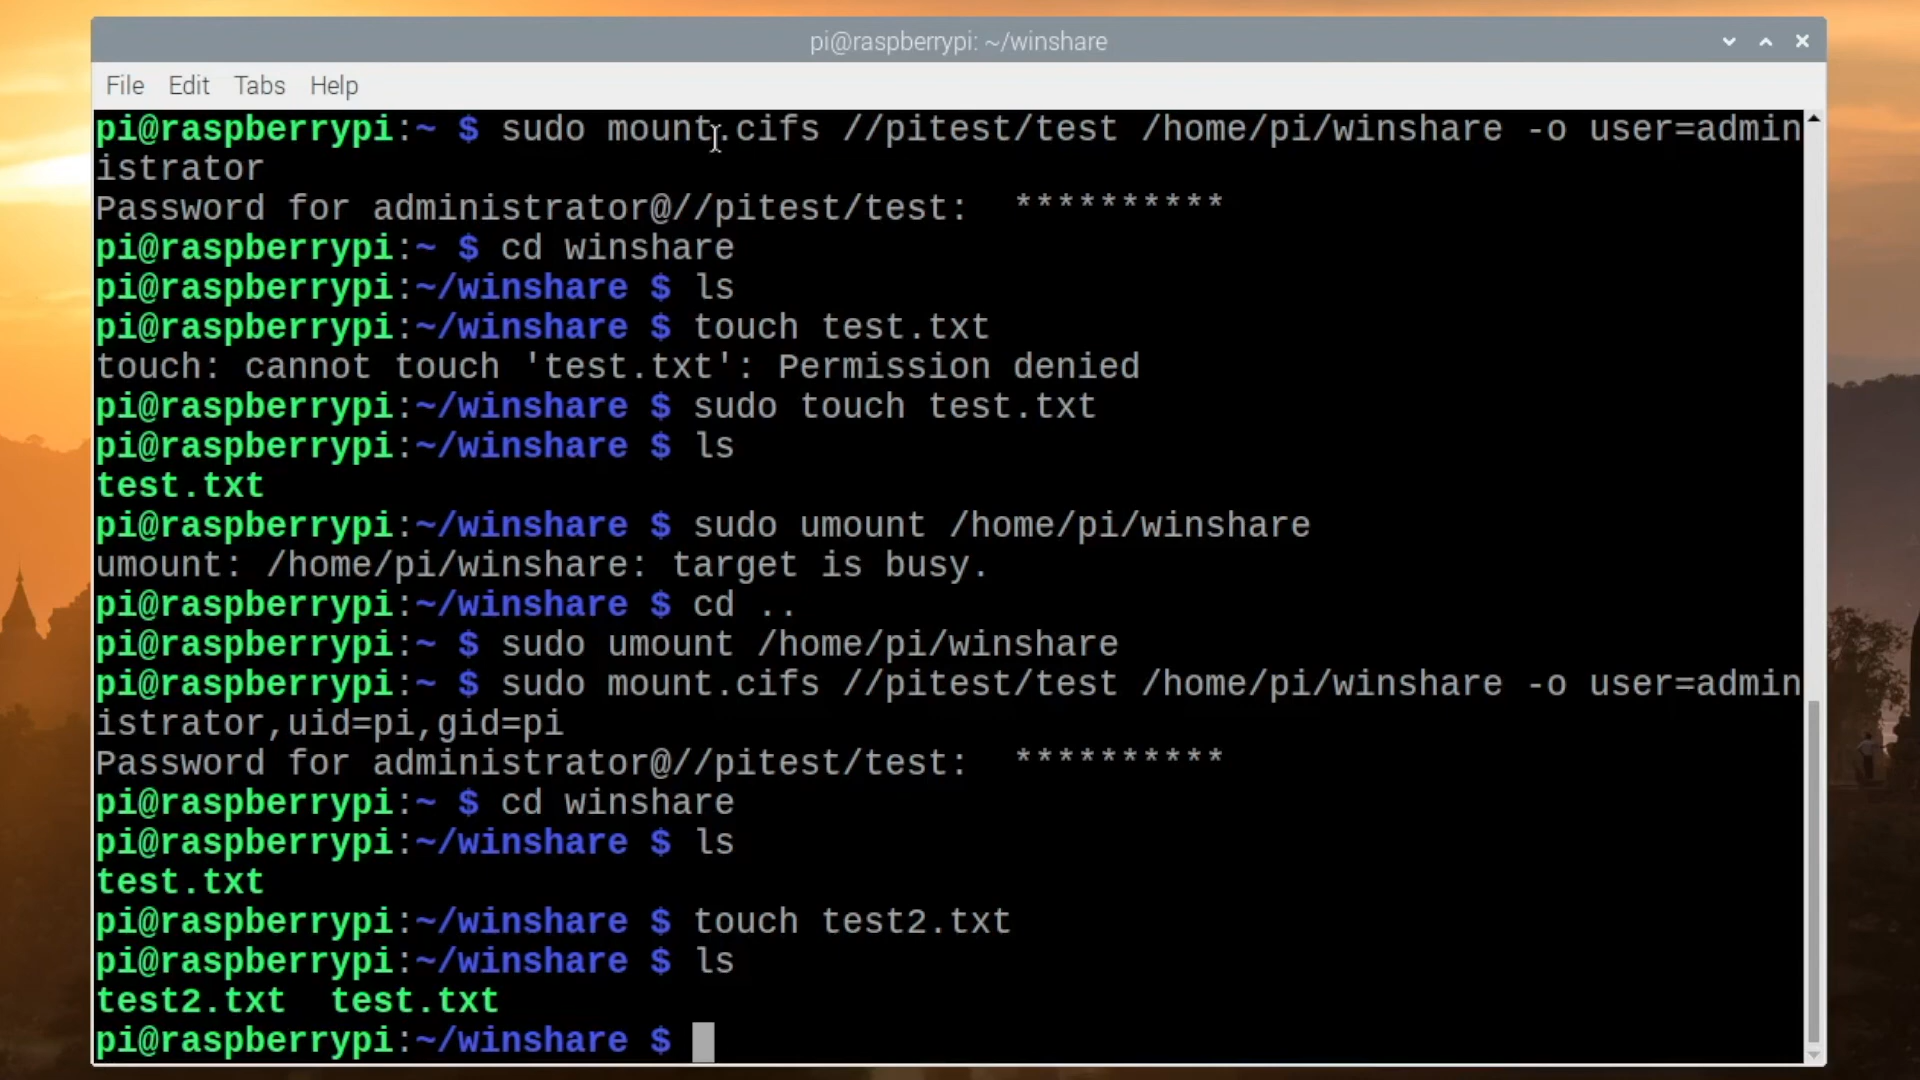 pi@raspberrypi: ~/winshare
File Edit Tabs Help
pi@raspberrypi:~ $ sudo mount.cifs //pitest/test /home/pi/winshare -o user=admin
istrator
Password for administrator@//pitest/test:  **********
pi@raspberrypi:~ $ cd winshare
pi@raspberrypi:~/winshare $ ls
pi@raspberrypi:~/winshare $ touch test.txt
touch: cannot touch 'test.txt': Permission denied
pi@raspberrypi:~/winshare $ sudo touch test.txt
pi@raspberrypi:~/winshare $ ls
test.txt
pi@raspberrypi:~/winshare $ sudo umount /home/pi/winshare
umount: /home/pi/winshare: target is busy.
pi@raspberrypi:~/winshare $ cd ..
pi@raspberrypi:~ $ sudo umount /home/pi/winshare
pi@raspberrypi:~ $ sudo mount.cifs //pitest/test /home/pi/winshare -o user=admin
istrator,uid=pi,gid=pi
Password for administrator@//pitest/test:  **********
pi@raspberrypi:~ $ cd winshare
pi@raspberrypi:~/winshare $ ls
test.txt
pi@raspberrypi:~/winshare $ touch test2.txt
pi@raspberrypi:~/winshare $ ls
test2.txt  test.txt
pi@raspberrypi:~/winshare $